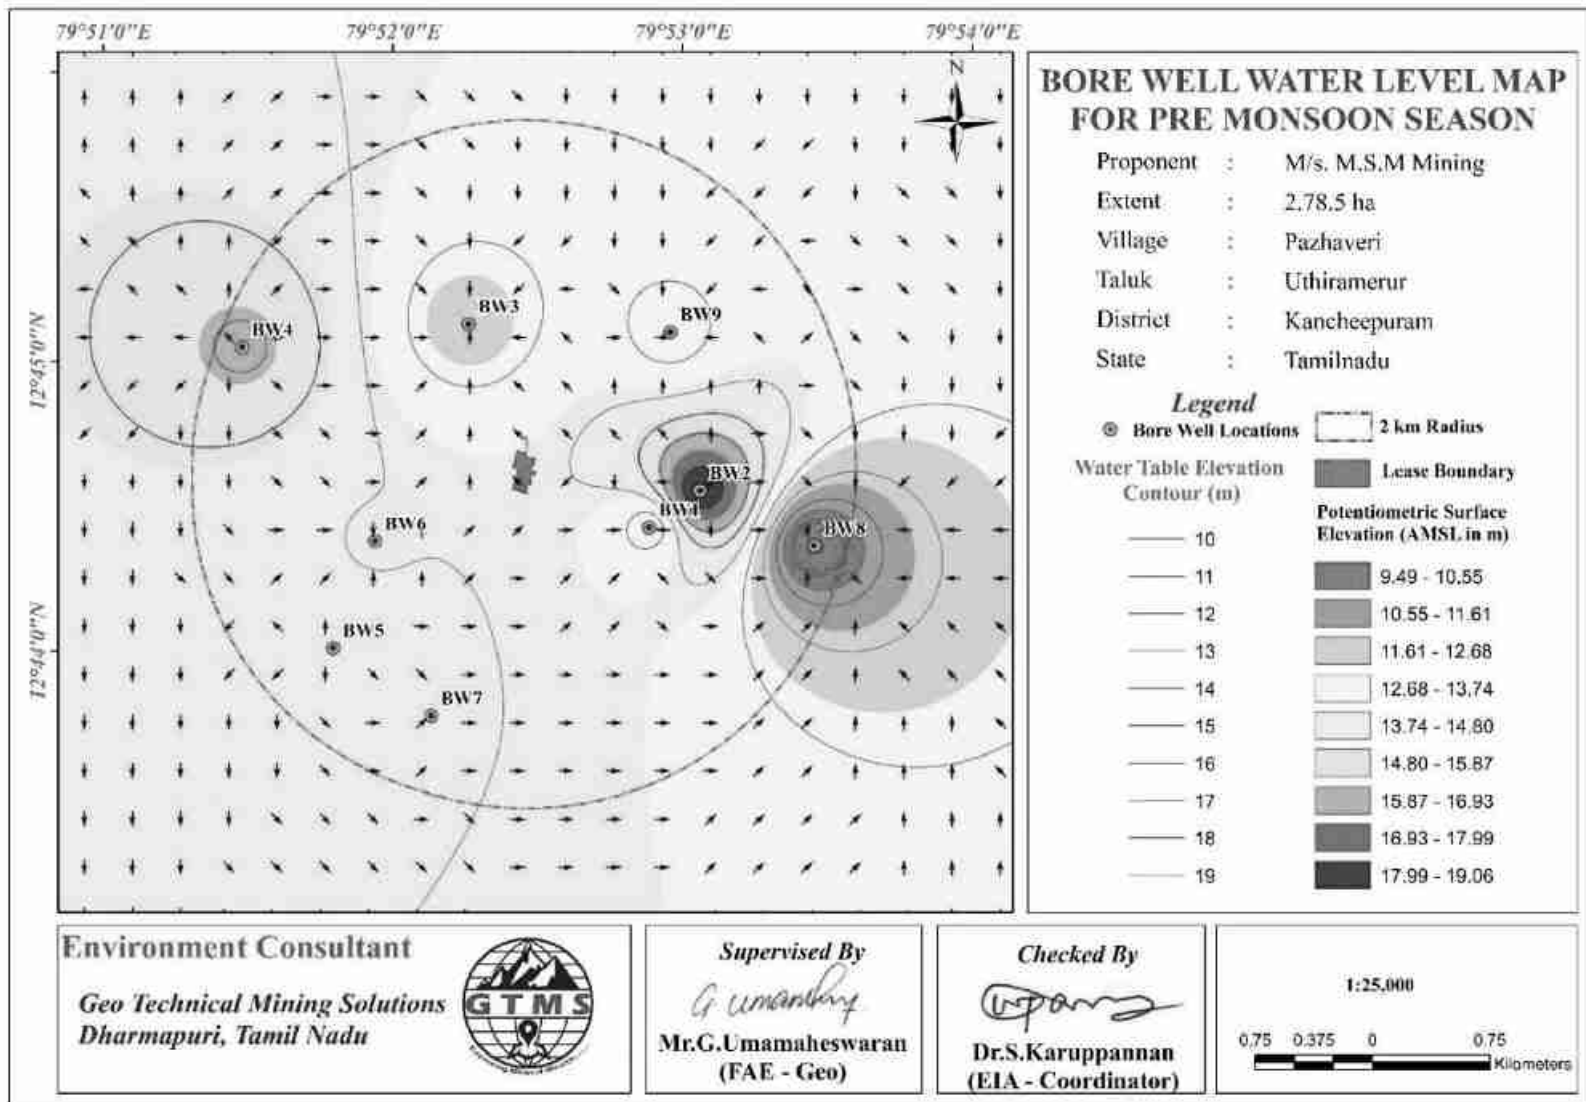 79°51'0"E
79°52'0"E
79°53'0"E
79°54'0"E
12°45'0"N
12°44'0"N
N
BW3
BW9
BW4
BW2
BW1
BW6
BW8
BW5
BW7
BORE WELL WATER LEVEL MAP
FOR PRE MONSOON SEASON
Proponent : M/s. M.S.M Mining
Extent : 2.78.5 ha
Village : Pazhaveri
Taluk : Uthiramerur
District : Kancheepuram
State : Tamilnadu
Legend
Bore Well Locations
Water Table Elevation
Contour (m)
10
11
12
13
14
15
16
17
18
19
2 km Radius
Lease Boundary
Potentiometric Surface
Elevation (AMSL in m)
9.49 - 10.55
10.55 - 11.61
11.61 - 12.68
12.68 - 13.74
13.74 - 14.80
14.80 - 15.87
15.87 - 16.93
16.93 - 17.99
17.99 - 19.06
Environment Consultant
Geo Technical Mining Solutions
Dharmapuri, Tamil Nadu
GTMS
Supervised By
Mr.G.Umamaheswaran
(FAE - Geo)
Checked By
Dr.S.Karuppannan
(EIA - Coordinator)
1:25,000
0.75 0.375 0 0.75
Kilometers